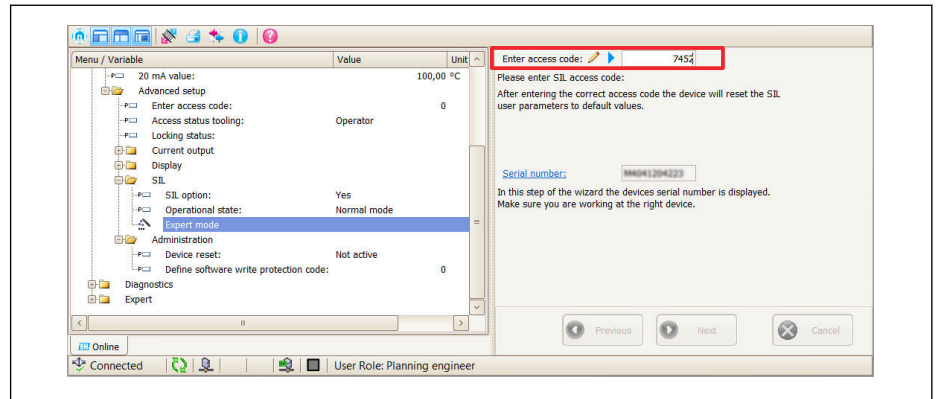 Menu / Variable Value Unit
20 mA value: 100,00 °C
Advanced setup
Enter access code: 0
Access status tooling: Operator
Locking status:
Current output
Display
SIL
SIL option: Yes
Operational state: Normal mode
Expert mode
Administration
Device reset: Not active
Define software write protection code: 0
Diagnostics
Expert
Online
Enter access code: 7452
Please enter SIL access code:
After entering the correct access code the device will reset the SIL
user parameters to default values.
Serial number:
In this step of the wizard the devices serial number is displayed.
Make sure you are working at the right device.
Previous Next Cancel
Connected User Role: Planning engineer